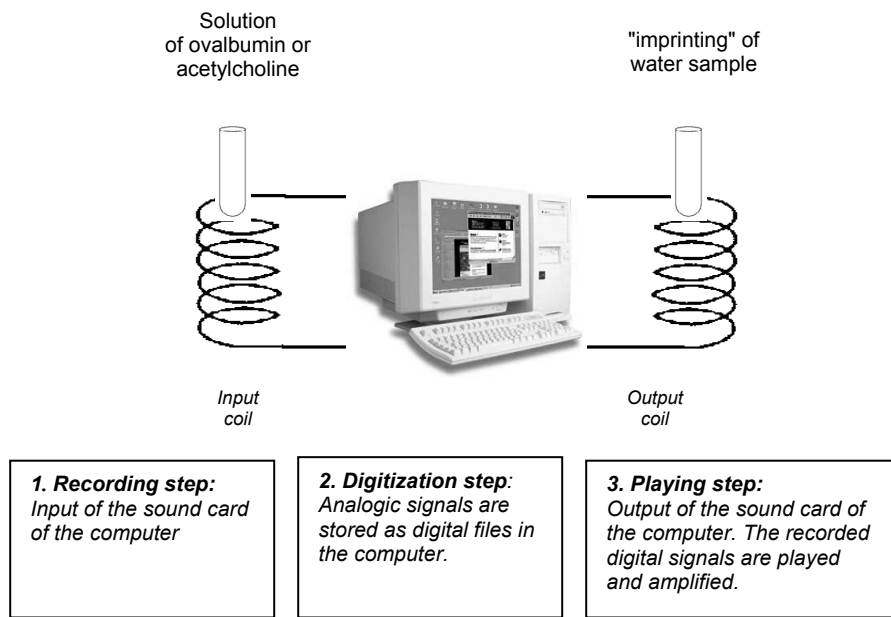 Solution
of ovalbumin or
acetylcholine
"imprinting" of
water sample
Input
coil
Output
coil
1. Recording step:
Input of the sound card
of the computer
2. Digitization step:
Analogic signals are
stored as digital files in
the computer.
3. Playing step:
Output of the sound card of
the computer. The recorded
digital signals are played
and amplified.